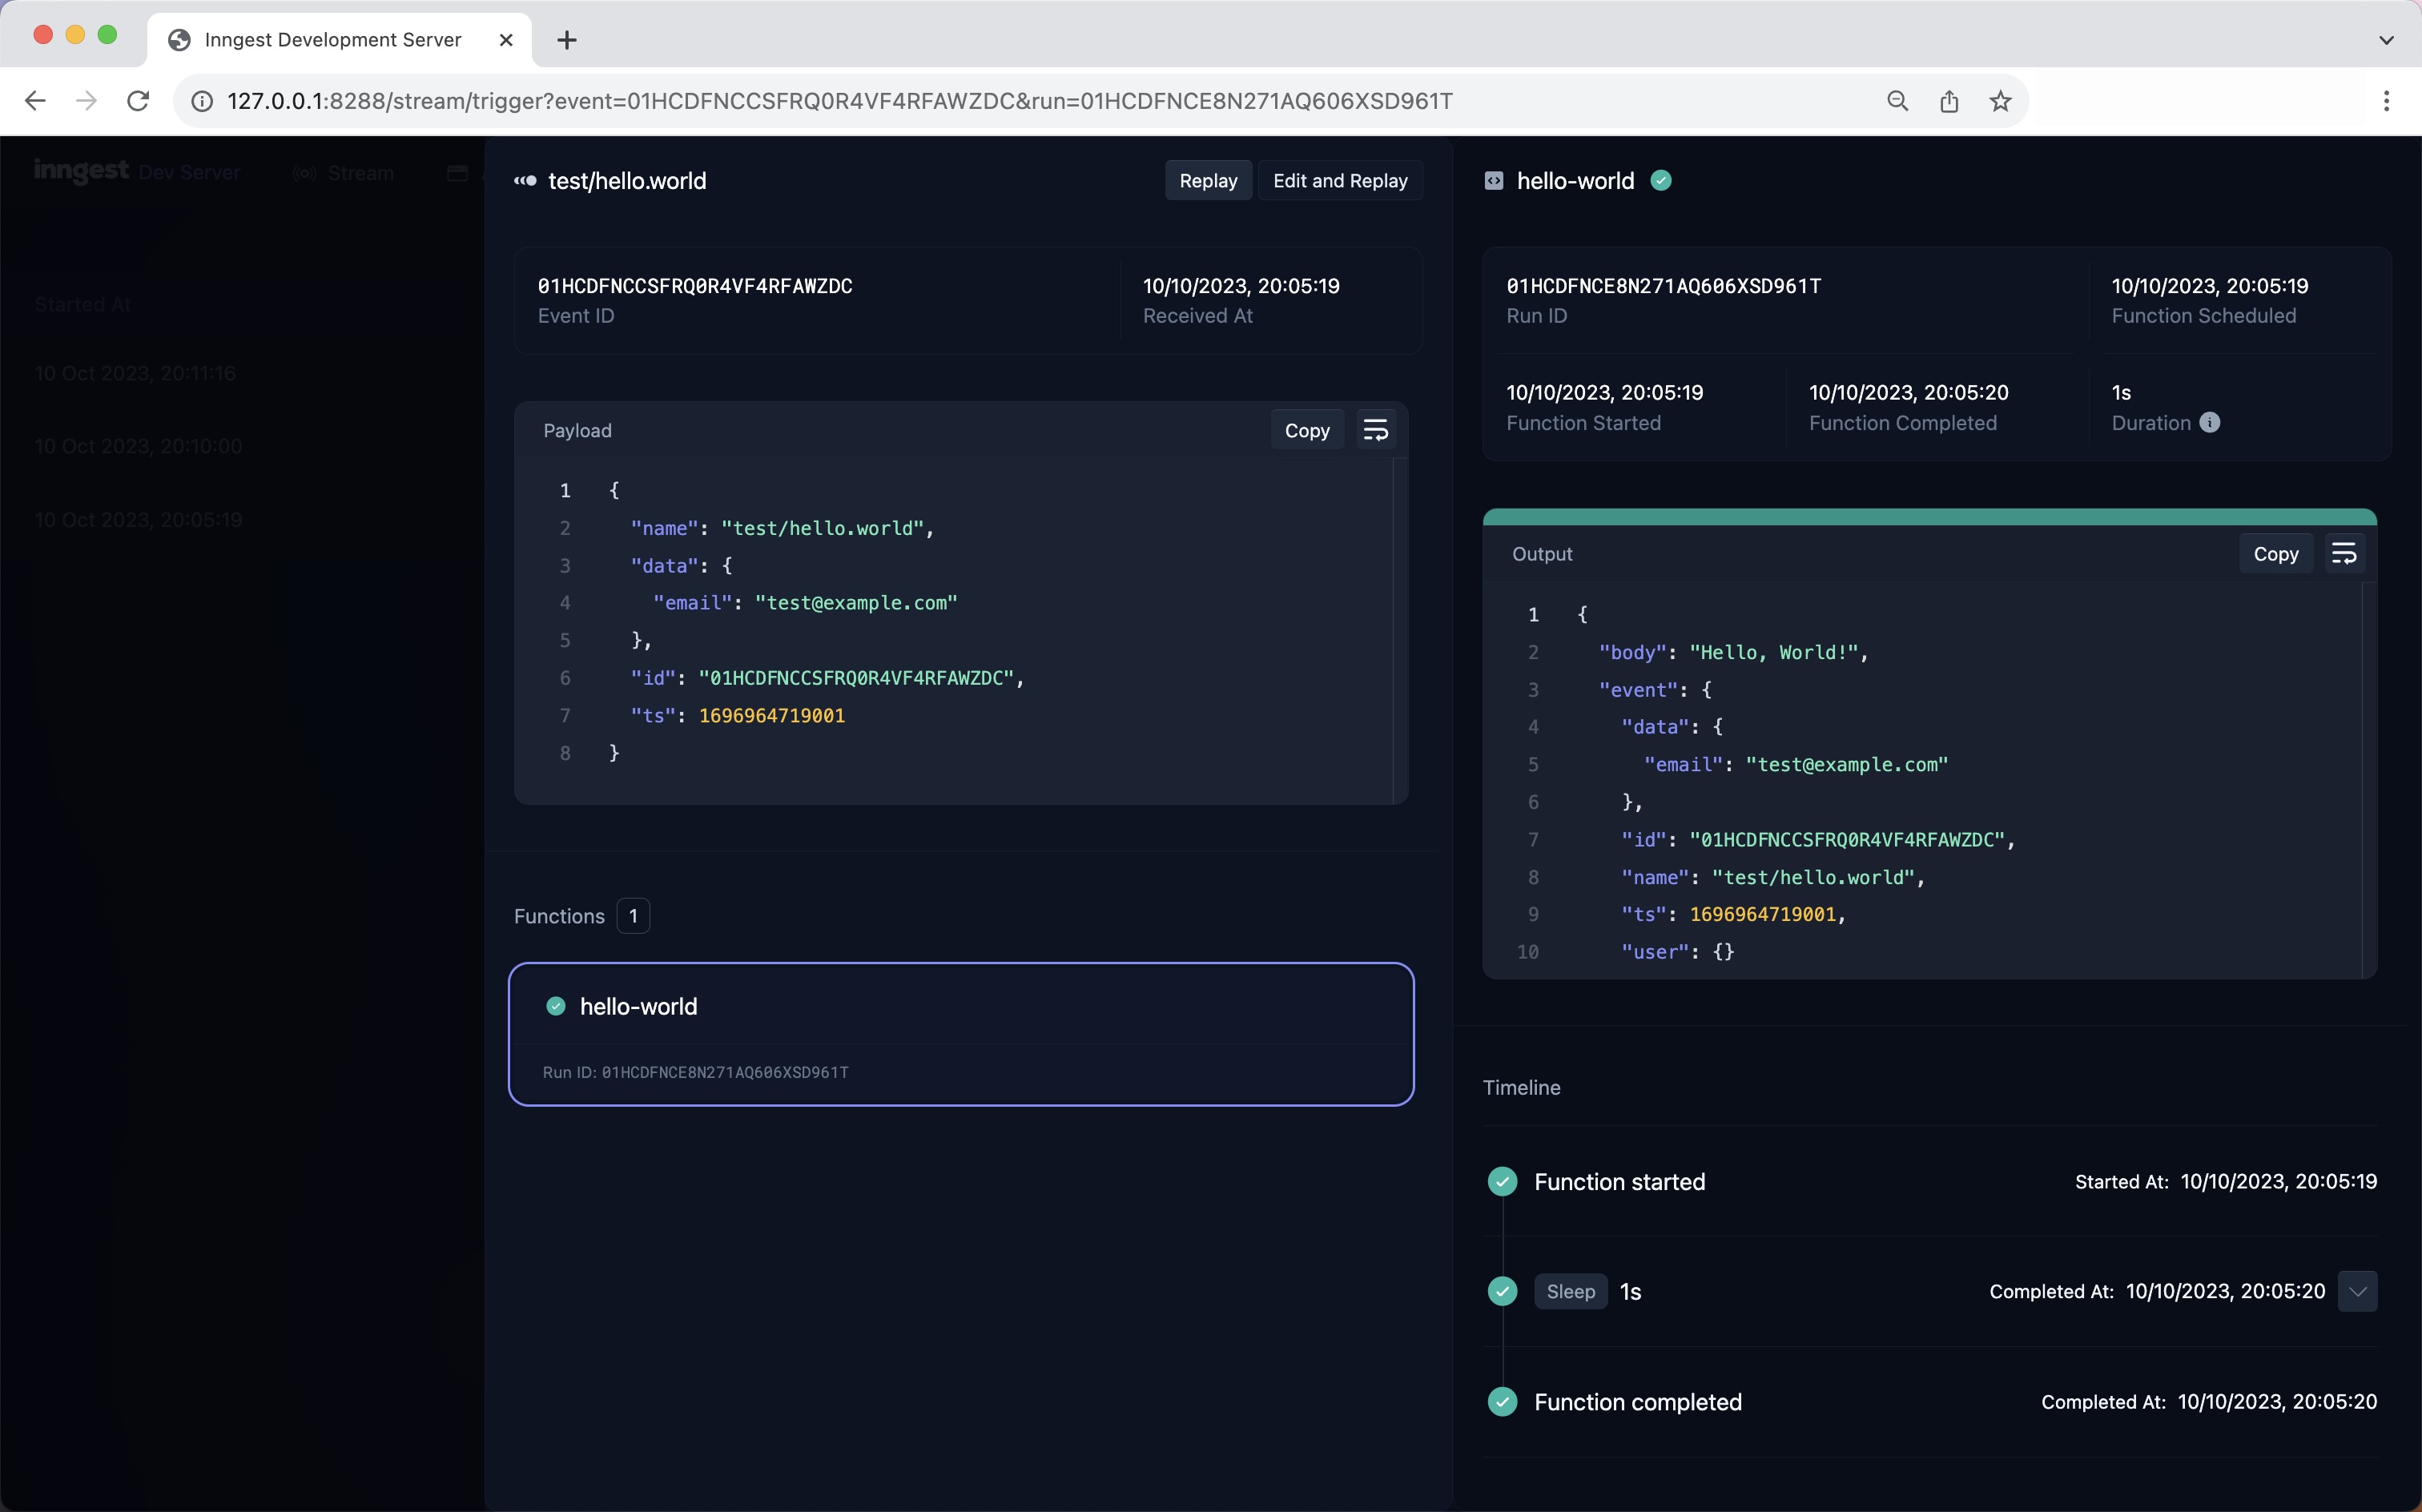 Inngest Development Server
127.0.0.1:8288/stream/trigger?event=01HCDFNCCSFRQ0R4VF4RFAWZDC&run=01HCDFNCE8N271AQ606XSD961T
inngest Dev Server Stream
Started At
10 Oct 2023, 20:11:16
10 Oct 2023, 20:10:00
10 Oct 2023, 20:05:19
test/hello.world
Replay Edit and Replay
01HCDFNCCSFRQ0R4VF4RFAWZDC 10/10/2023, 20:05:19
Event ID Received At
Payload Copy
1 {
2 "name": "test/hello.world",
3 "data": {
4 "email": "test@example.com"
5 },
6 "id": "01HCDFNCCSFRQ0R4VF4RFAWZDC",
7 "ts": 1696964719001
8 }
Functions 1
hello-world
Run ID: 01HCDFNCE8N271AQ606XSD961T
hello-world
01HCDFNCE8N271AQ606XSD961T 10/10/2023, 20:05:19
Run ID Function Scheduled
10/10/2023, 20:05:19 10/10/2023, 20:05:20 1s
Function Started Function Completed Duration
Output Copy
1 {
2 "body": "Hello, World!",
3 "event": {
4 "data": {
5 "email": "test@example.com"
6 },
7 "id": "01HCDFNCCSFRQ0R4VF4RFAWZDC",
8 "name": "test/hello.world",
9 "ts": 1696964719001,
10 "user": {}
Timeline
Function started Started At: 10/10/2023, 20:05:19
Sleep 1s Completed At: 10/10/2023, 20:05:20
Function completed Completed At: 10/10/2023, 20:05:20